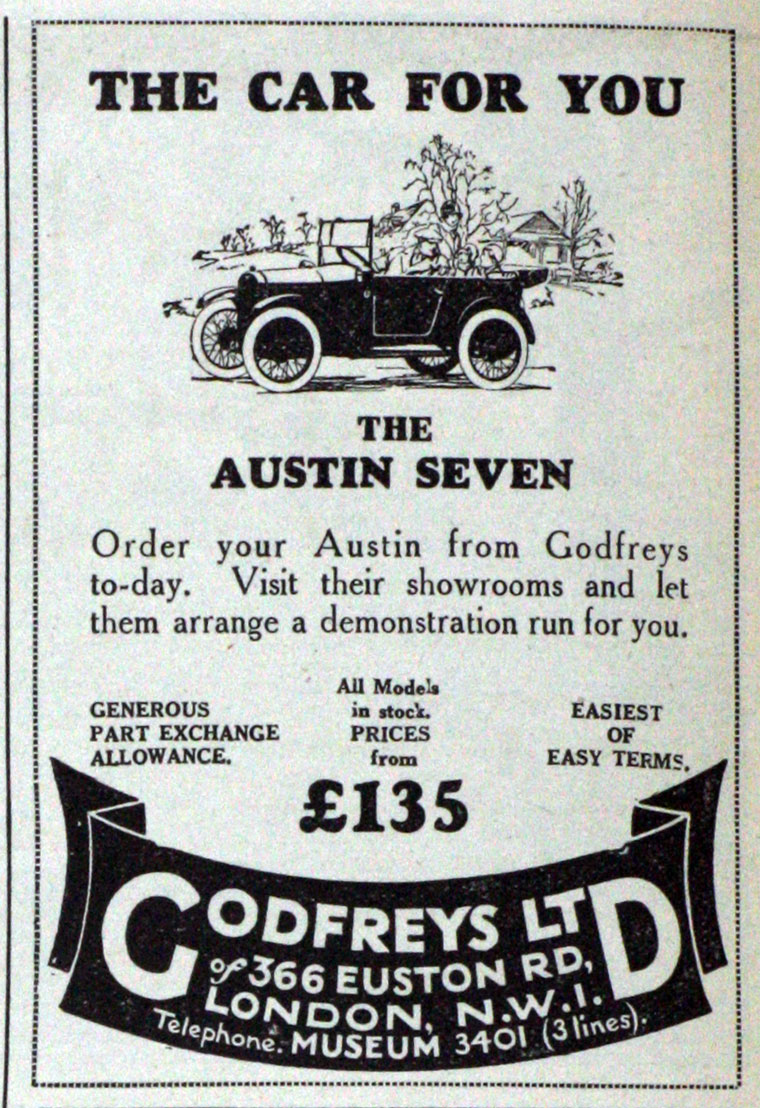 THE CAR FOR YOU
THE
AUSTIN SEVEN
Order your Austin from Godfreys
to-day. Visit their showrooms and let
them arrange a demonstration run for you.
GENEROUS
PART EXCHANGE
ALLOWANCE.
All Models
in stock.
PRICES
from
£135
EASIEST
OF
EASY TERMS.
GODFREYS LTD
of 366 EUSTON RD,
LONDON, N.W.1.
Telephone. MUSEUM 3401 (3 lines).